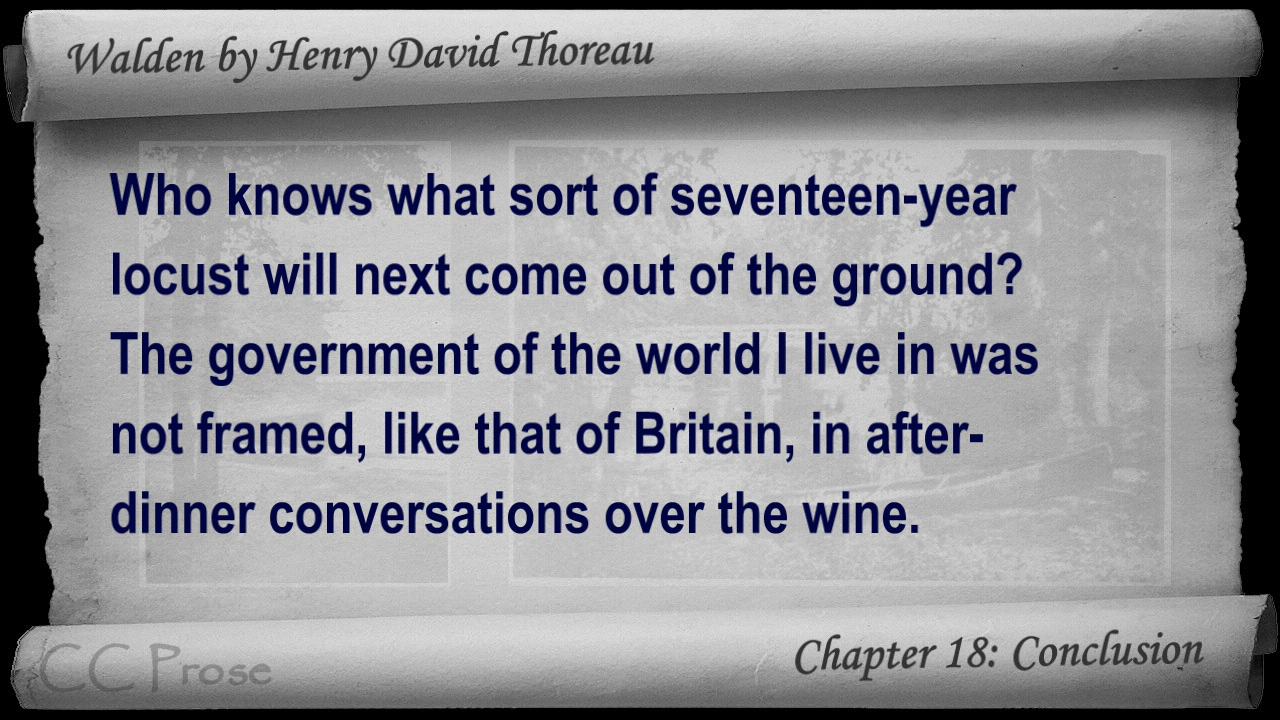 Walden by Henry David Thoreau
Who knows what sort of seventeen-year
locust will next come out of the ground?
The government of the world I live in was
not framed, like that of Britain, in after-
dinner conversations over the wine.
Chapter 18: Conclusion
CC Prose